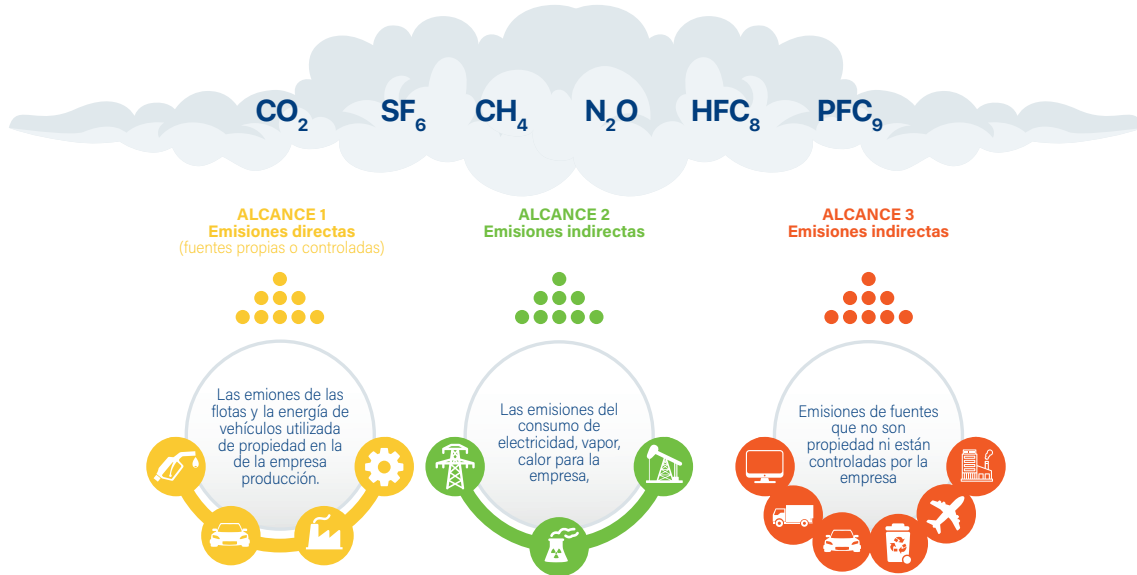 CO₂ SF₆ CH₄ N₂O HFC₈ PFC₉
ALCANCE 1
Emisiones directas
(fuentes propias o controladas)
Las emiones de las
flotas y la energía de
vehículos utilizada
de propiedad en la
de la empresa
producción.
ALCANCE 2
Emisiones indirectas
Las emisiones del
consumo de
electricidad, vapor,
calor para la
empresa,
ALCANCE 3
Emisiones indirectas
Emisiones de fuentes
que no son
propiedad ni están
controladas por la
empresa